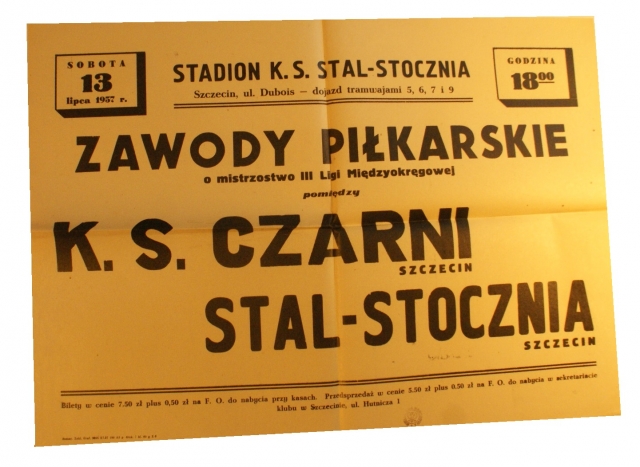 SOBOTA
13
lipca 1957 r.
STADION K. S. STAL-STOCZNIA
Szczecin, ul. Dubois — dojazd tramwajami 5, 6, 7 i 9
GODZINA
18⁰⁰
ZAWODY PIŁKARSKIE
o mistrzostwo III Ligi Międzyokręgowej
pomiędzy
K. S. CZARNI
SZCZECIN
STAL-STOCZNIA
SZCZECIN
Bilety w cenie 7.50 zł plus 0,50 zł na F. O. do nabycia przy kasach. Przedsprzedaż w cenie 5.50 zł plus 0,50 zł na F. O. do nabycia w sekretariacie
klubu w Szczecinie, ul. Hutnicza 1